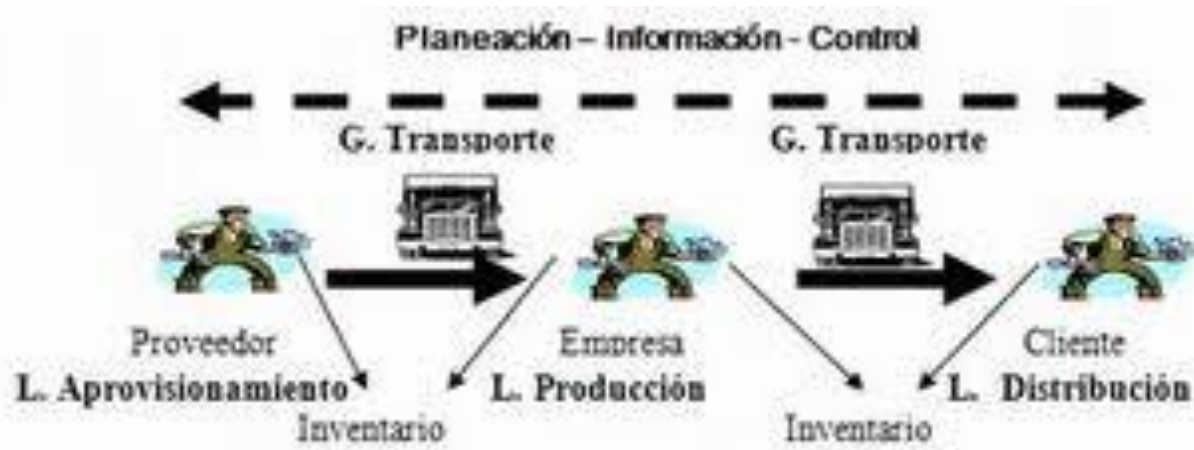 Planeación – Información - Control
G. Transporte
G. Transporte
Proveedor
Empresa
Cliente
L. Aprovisionamiento
L. Producción
L. Distribución
Inventario
Inventario